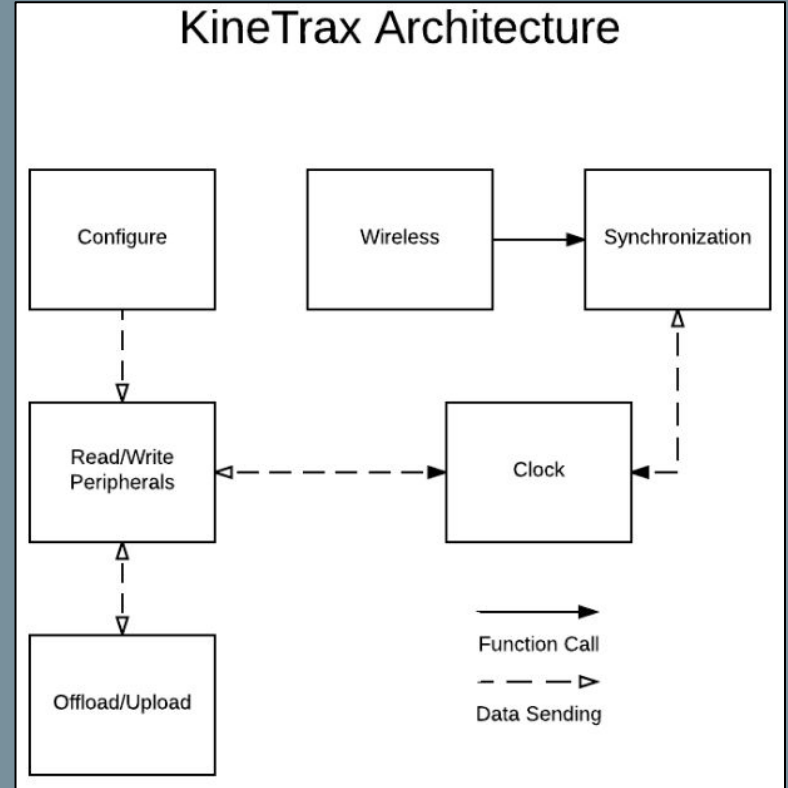 KineTrax Architecture
Configure
Wireless
Synchronization
Read/Write
Peripherals
Clock
Offload/Upload
Function Call
Data Sending